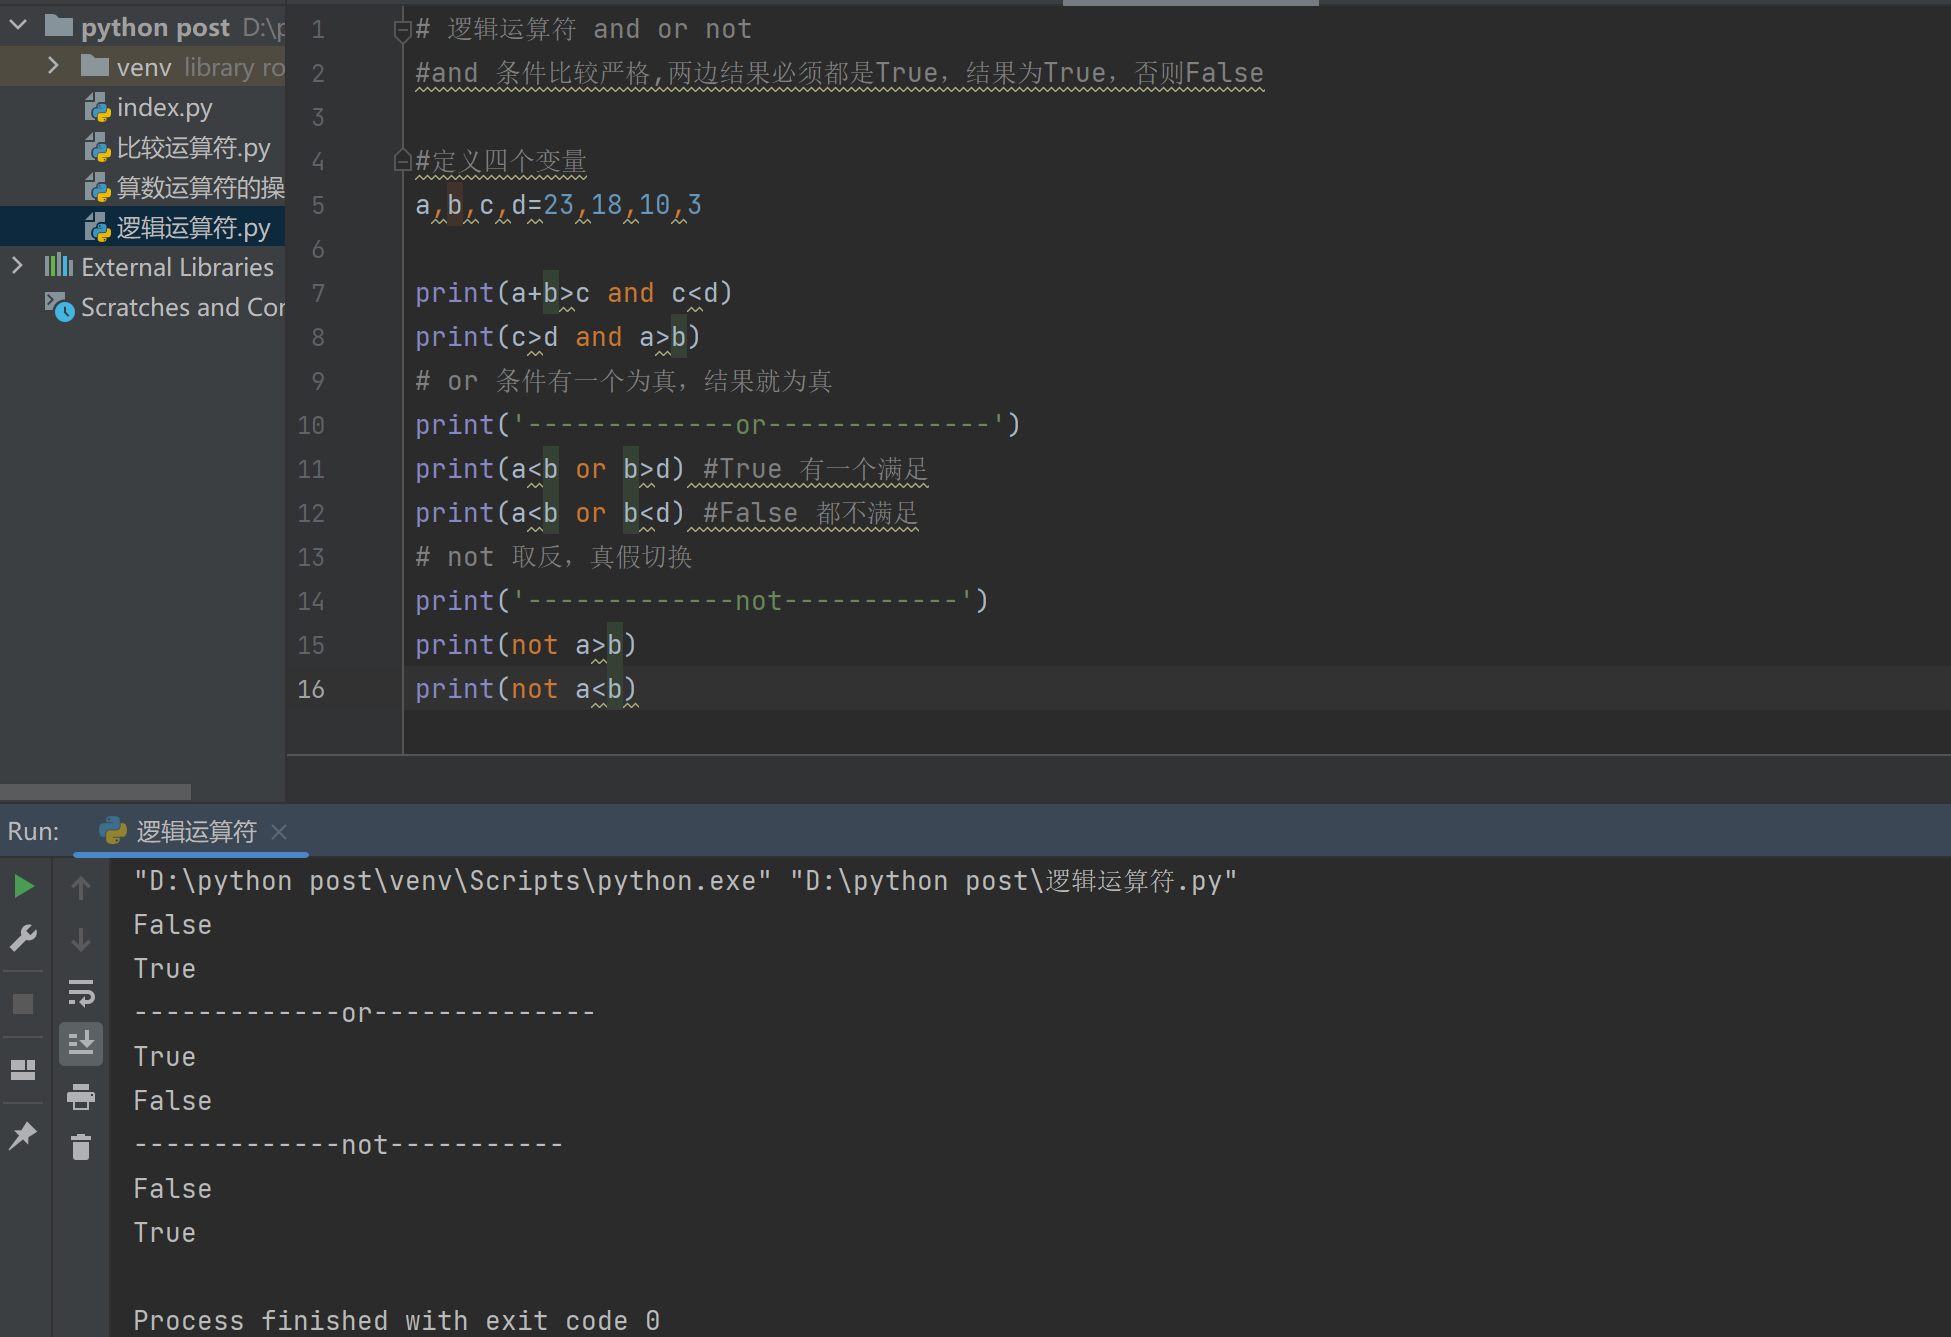 python post D:\p
venv library ro
index.py
比较运算符.py
算数运算符的操
逻辑运算符.py
External Libraries
Scratches and Cor
1 # 逻辑运算符 and or not
2 #and 条件比较严格,两边结果必须都是True，结果为True，否则False
3
4 #定义四个变量
5 a,b,c,d=23,18,10,3
6
7 print(a+b>c and c<d)
8 print(c>d and a>b)
9 # or 条件有一个为真，结果就为真
10 print('-------------or--------------')
11 print(a<b or b>d) #True 有一个满足
12 print(a<b or b<d) #False 都不满足
13 # not 取反，真假切换
14 print('-------------not-----------')
15 print(not a>b)
16 print(not a<b)
Run: 逻辑运算符
"D:\python post\venv\Scripts\python.exe" "D:\python post\逻辑运算符.py"
False
True
-------------or--------------
True
False
-------------not-----------
False
True
Process finished with exit code 0